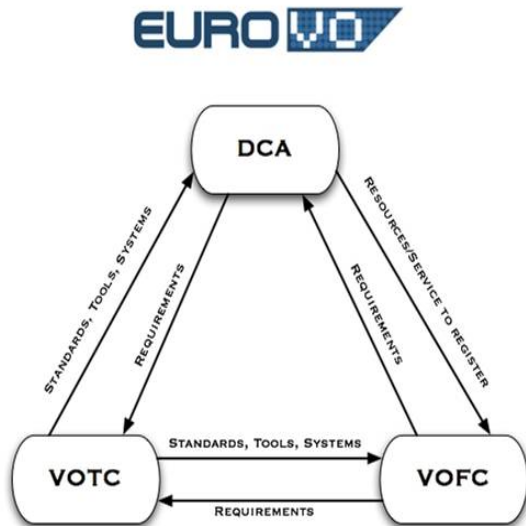 EURO VO
DCA
STANDARDS, TOOLS, SYSTEMS
REQUIREMENTS
REQUIREMENTS
RESOURCES/SERVICE TO REGISTER
VOTC
STANDARDS, TOOLS, SYSTEMS
REQUIREMENTS
VOFC